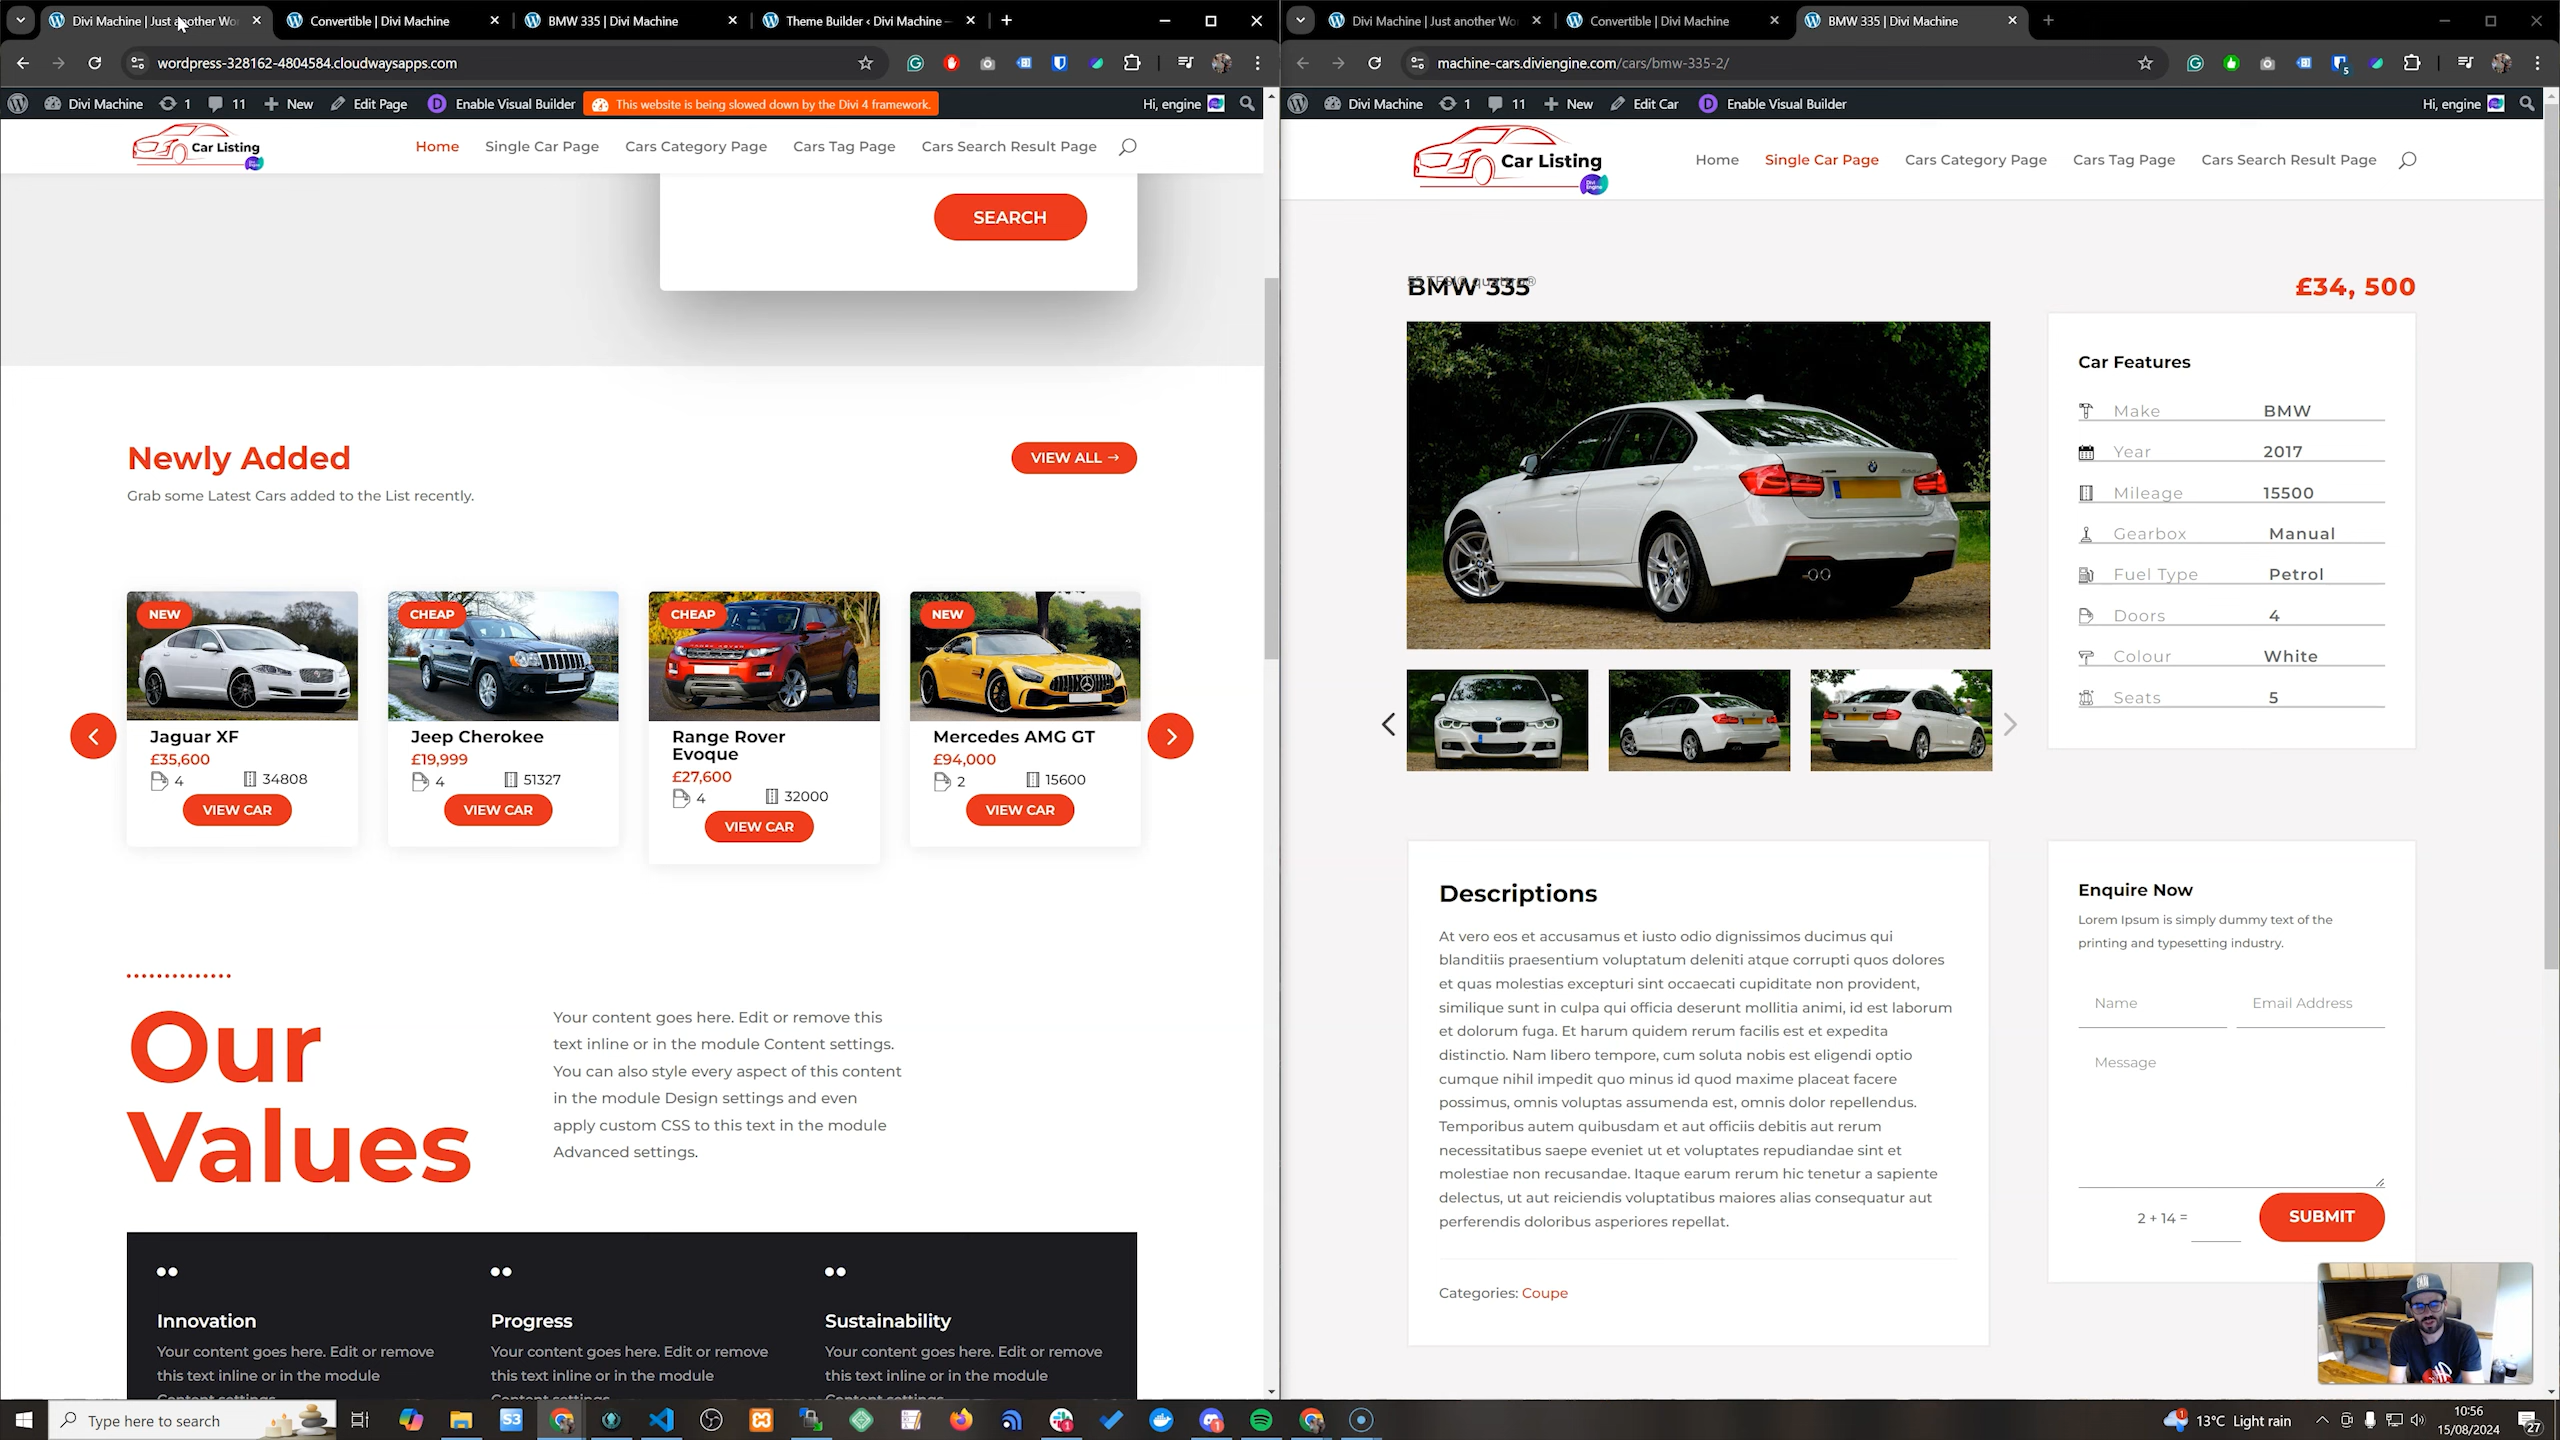 Divi Machine | Just another Wo
Convertible | Divi Machine
BMW 335 | Divi Machine
Theme Builder ‹ Divi Machine —
wordpress-328162-4804584.cloudwaysapps.com
Divi Machine
1
11
New
Edit Page
Enable Visual Builder
This website is being slowed down by the Divi 4 framework.
Hi, engine
Car Listing
Home
Single Car Page
Cars Category Page
Cars Tag Page
Cars Search Result Page
SEARCH
Newly Added
VIEW ALL →
Grab some Latest Cars added to the List recently.
NEW
CHEAP
CHEAP
NEW
Jaguar XF
£35,600
4
34808
VIEW CAR
Jeep Cherokee
£19,999
4
51327
VIEW CAR
Range Rover
Evoque
£27,600
4
32000
VIEW CAR
Mercedes AMG GT
£94,000
2
15600
VIEW CAR
Our
Values
Your content goes here. Edit or remove this
text inline or in the module Content settings.
You can also style every aspect of this content
in the module Design settings and even
apply custom CSS to this text in the module
Advanced settings.
Innovation
Your content goes here. Edit or remove
this text inline or in the module
Content settings.
Progress
Your content goes here. Edit or remove
this text inline or in the module
Content settings.
Sustainability
Your content goes here. Edit or remove
this text inline or in the module
Content settings.
Divi Machine | Just another Wo
Convertible | Divi Machine
BMW 335 | Divi Machine
machine-cars.diviengine.com/cars/bmw-335-2/
5
Divi Machine
1
11
New
Edit Car
Enable Visual Builder
Hi, engine
Car Listing
Divi Engine
Home
Single Car Page
Cars Category Page
Cars Tag Page
Cars Search Result Page
BMW 335
£34, 500
Car Features
Make BMW
Year 2017
Mileage 15500
Gearbox Manual
Fuel Type Petrol
Doors 4
Colour White
Seats 5
Descriptions
At vero eos et accusamus et iusto odio dignissimos ducimus qui
blanditiis praesentium voluptatum deleniti atque corrupti quos dolores
et quas molestias excepturi sint occaecati cupiditate non provident,
similique sunt in culpa qui officia deserunt mollitia animi, id est laborum
et dolorum fuga. Et harum quidem rerum facilis est et expedita
distinctio. Nam libero tempore, cum soluta nobis est eligendi optio
cumque nihil impedit quo minus id quod maxime placeat facere
possimus, omnis voluptas assumenda est, omnis dolor repellendus.
Temporibus autem quibusdam et aut officiis debitis aut rerum
necessitatibus saepe eveniet ut et voluptates repudiandae sint et
molestiae non recusandae. Itaque earum rerum hic tenetur a sapiente
delectus, ut aut reiciendis voluptatibus maiores alias consequatur aut
perferendis doloribus asperiores repellat.
Categories: Coupe
Enquire Now
Lorem Ipsum is simply dummy text of the
printing and typesetting industry.
Name
Email Address
Message
2 + 14 =
SUBMIT
Type here to search
S3
13°C Light rain
10:56
15/08/2024
27